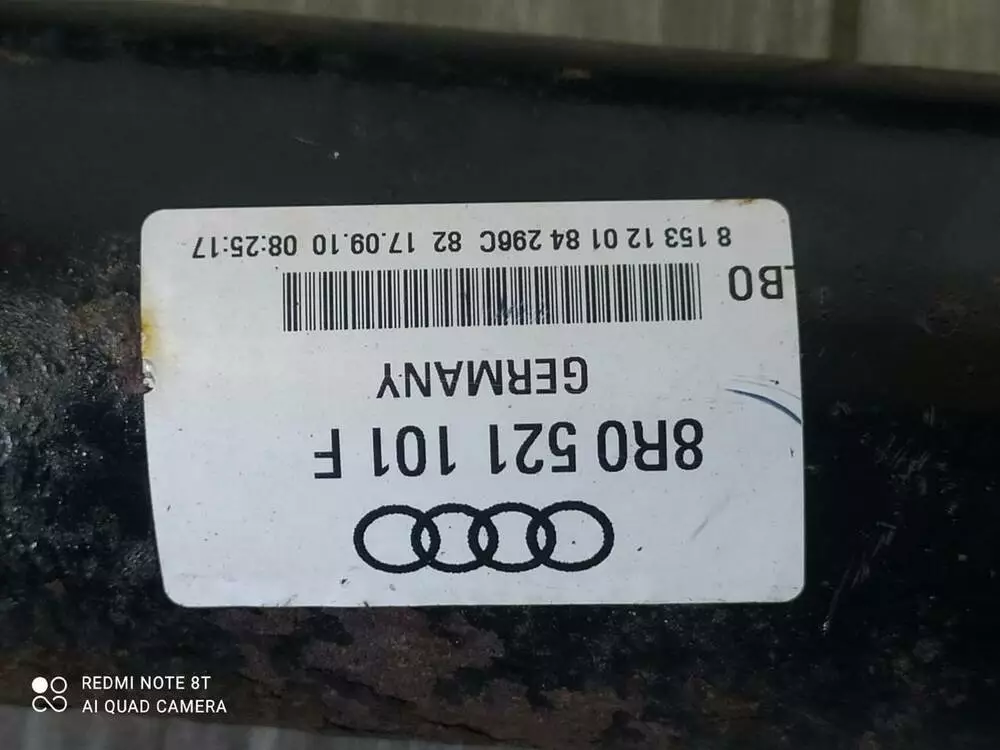 8R0 521 101 F
GERMANY
LB0
8 153 12 01 84 296C 82 17.09.10 08:25:17
REDMI NOTE 8T
AI QUAD CAMERA